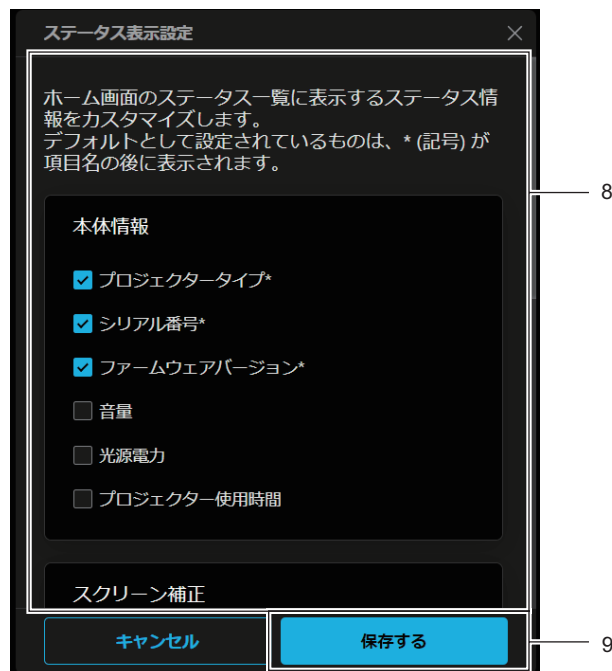 ステータス表示設定
ホーム画面のステータス一覧に表示するステータス情
報をカスタマイズします。
デフォルトとして設定されているものは、* (記号) が
項目名の後に表示されます。
8
本体情報
プロジェクタータイプ*
シリアル番号*
ファームウェアバージョン*
音量
光源電力
プロジェクター使用時間
スクリーン補正
キャンセル
保存する
9